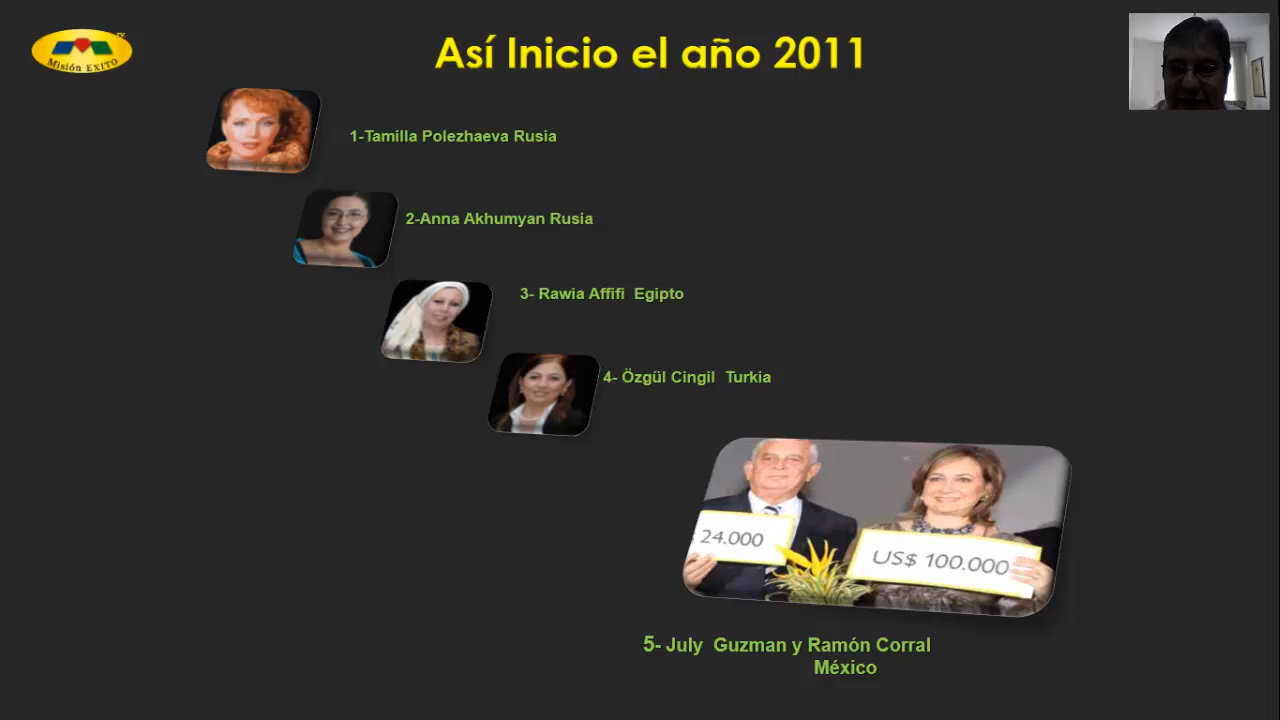 Misión EXITO
TV
Así Inicio el año 2011
1-Tamilla Polezhaeva Rusia
2-Anna Akhumyan Rusia
3- Rawia Affifi Egipto
4- Özgül Cingil Turkia
24.000
US$ 100.000
5- July Guzman y Ramón Corral
México